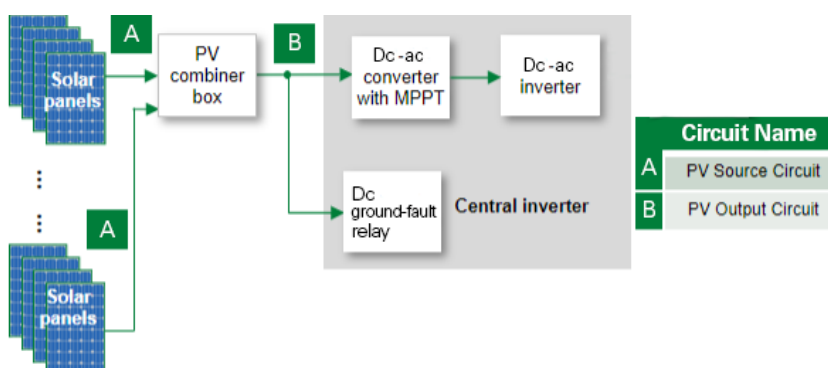 A
Solar
panels
PV
combiner
box
B
Dc-ac
converter
with MPPT
Dc-ac
inverter
Dc
ground-fault
relay
Central inverter
A
Solar
panels
Circuit Name
A PV Source Circuit
B PV Output Circuit